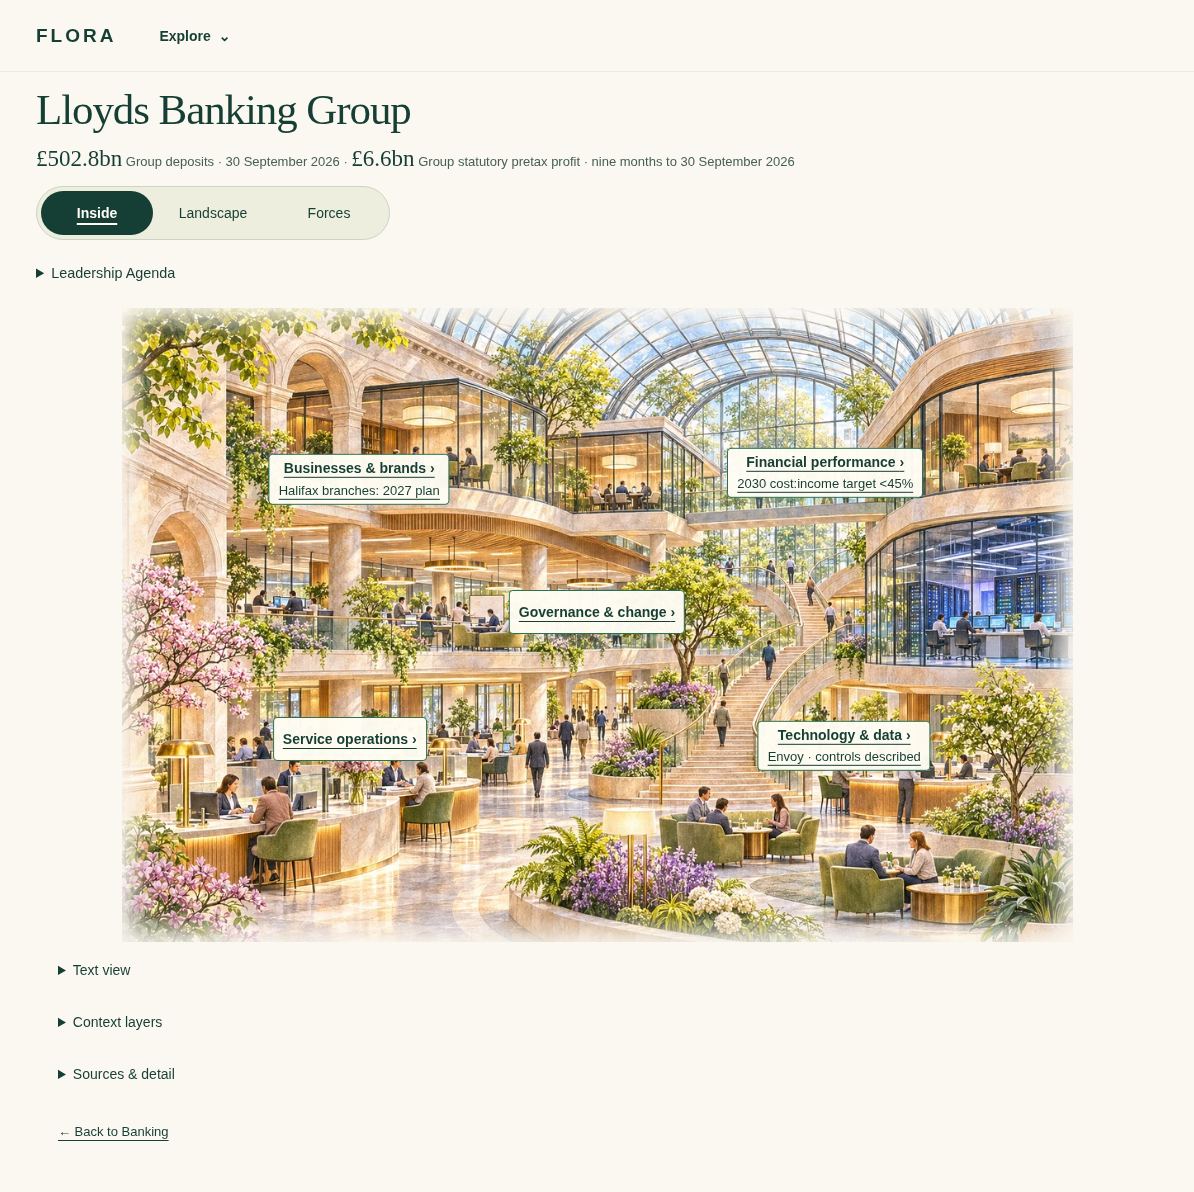 FLORA
Explore ⌄
Lloyds Banking Group
£502.8bn Group deposits · 30 September 2026 · £6.6bn Group statutory pretax profit · nine months to 30 September 2026
Inside Landscape Forces
▶ Leadership Agenda
Businesses & brands ›
Halifax branches: 2027 plan
Financial performance ›
2030 cost:income target <45%
Governance & change ›
Service operations ›
Technology & data ›
Envoy · controls described
▶ Text view
▶ Context layers
▶ Sources & detail
← Back to Banking